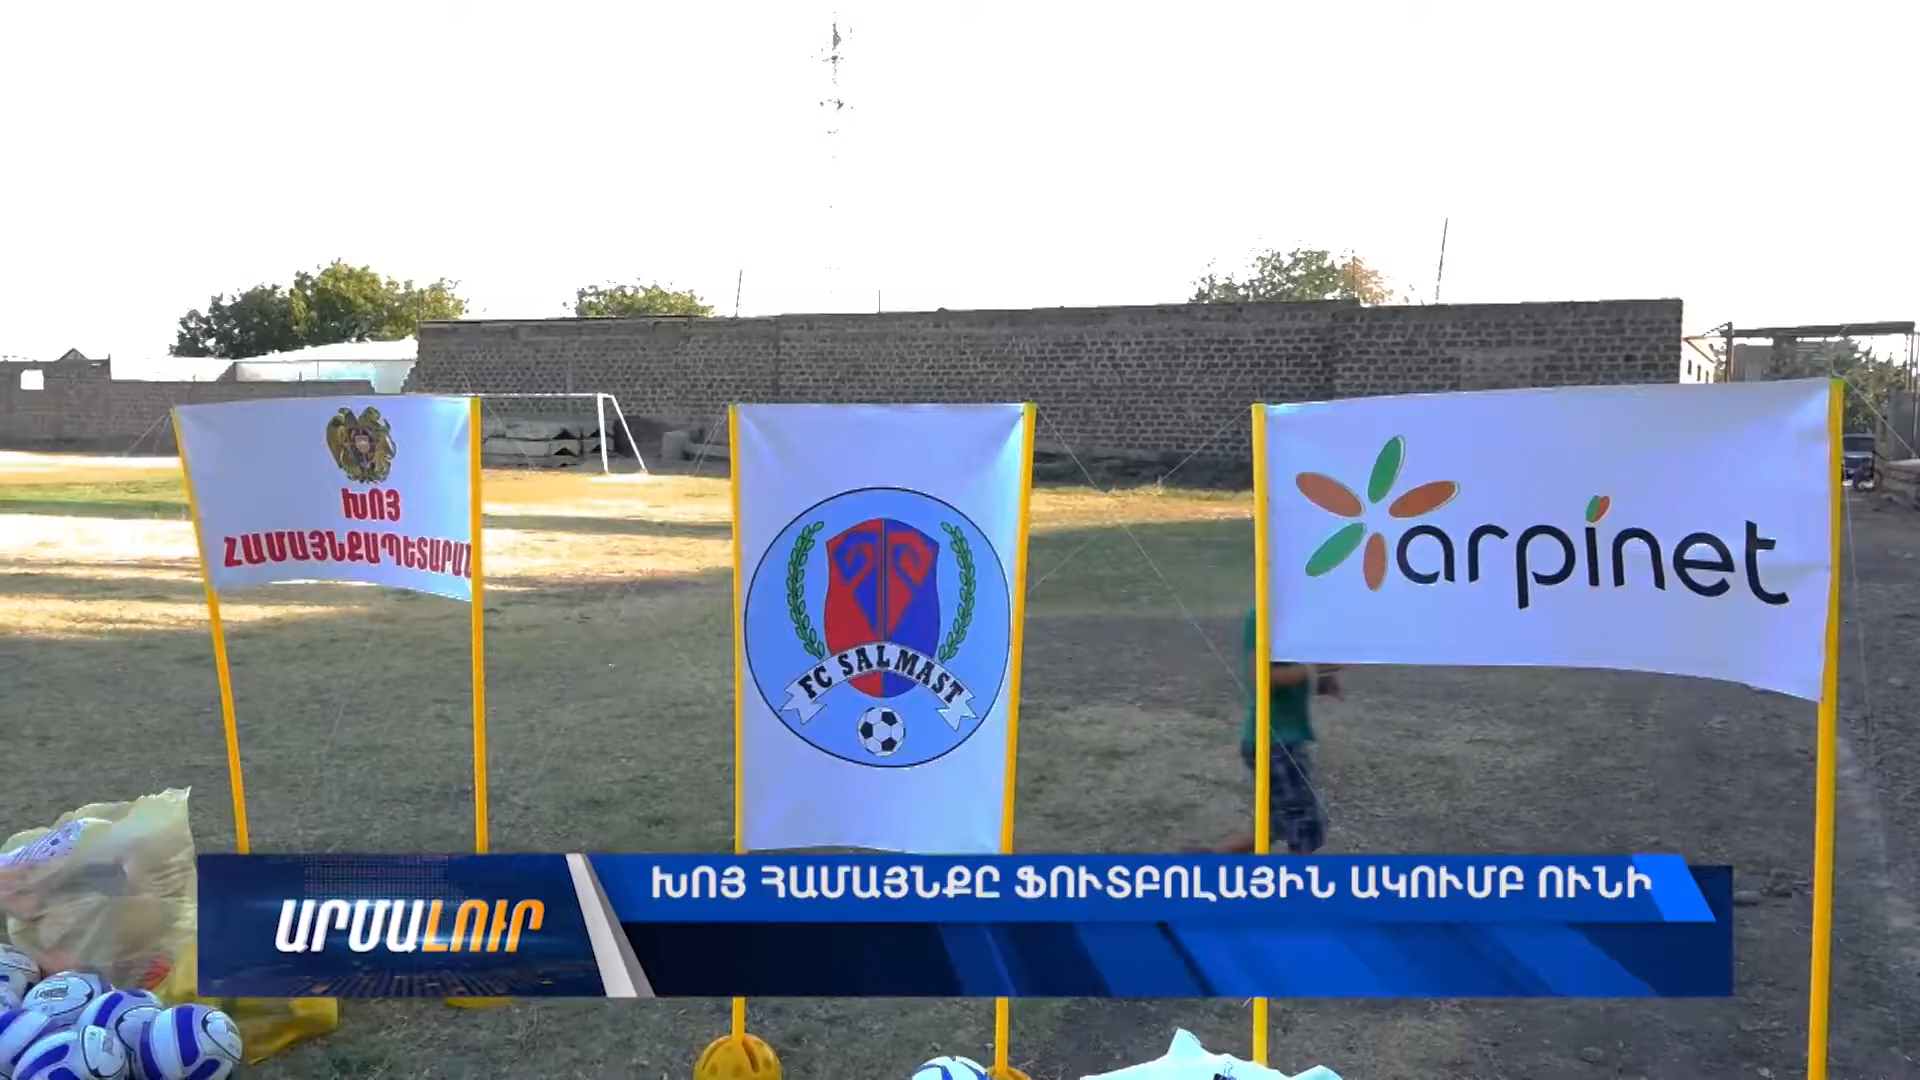 ԽՈՅ
ՀԱՄԱՅՆՔԱՊԵՏԱՐԱՆ
FC SALMAST
arpinet
ԽՈՅ ՀԱՄԱՅՆՔԸ ՖՈՒՏԲՈԼԱՅԻՆ ԱԿՈՒՄԲ ՈՒՆԻ
ԱՐՄԱԼՈՒՐ